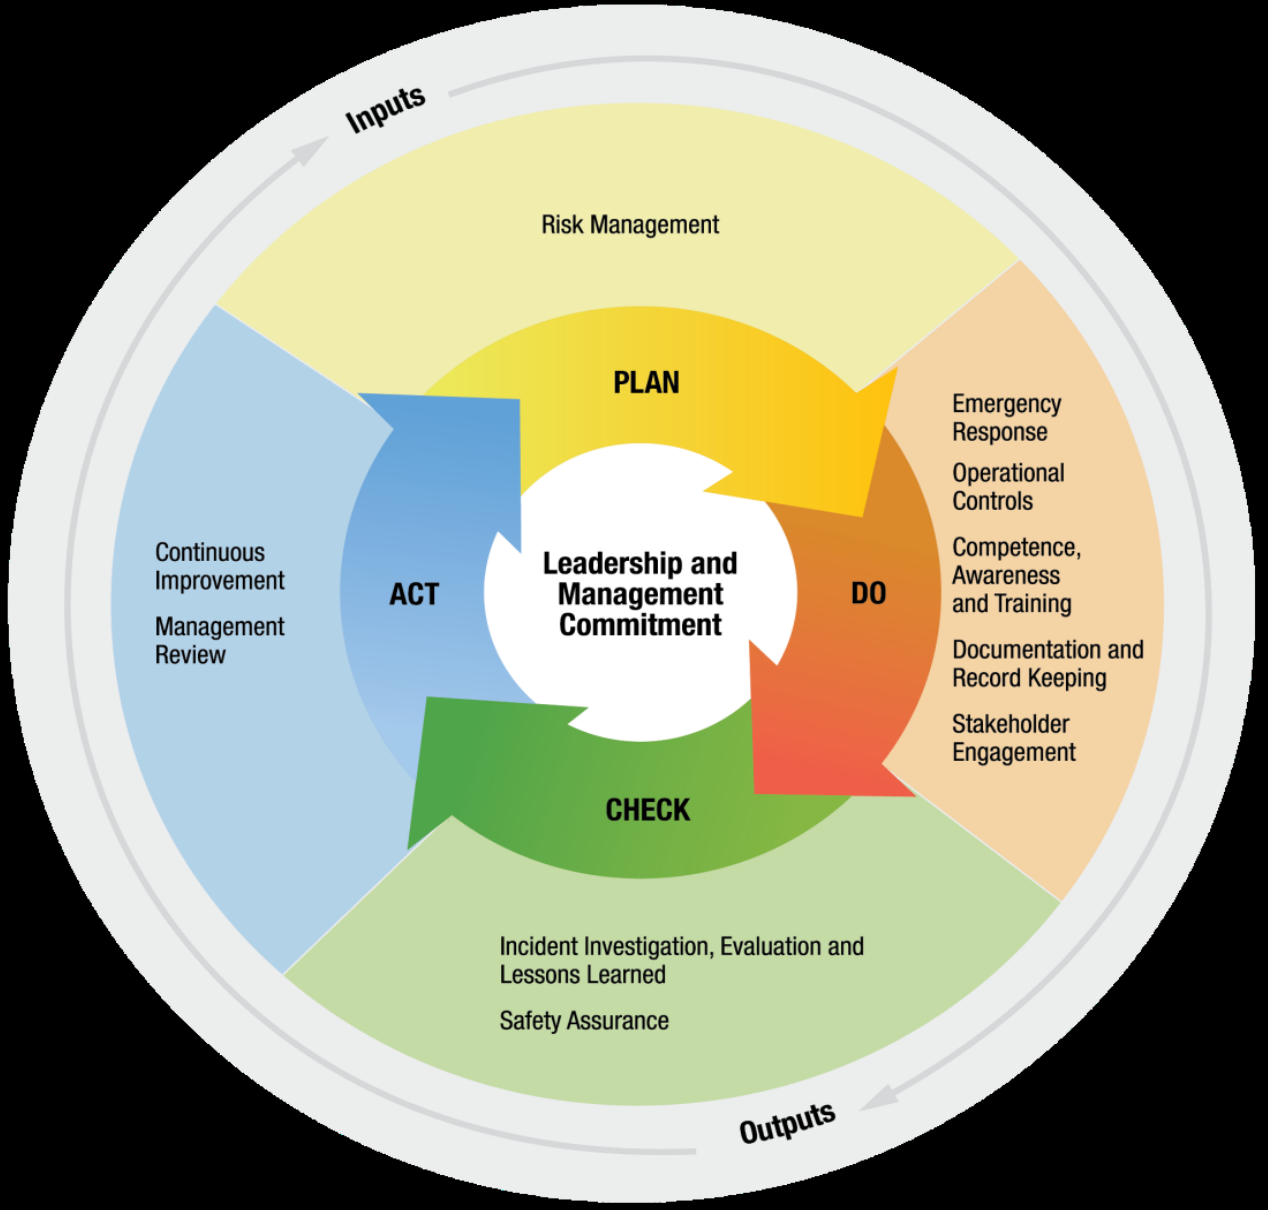 Inputs
Risk Management
PLAN
Emergency
Response
Operational
Controls
Competence,
Awareness
and Training
Documentation and
Record Keeping
Stakeholder
Engagement
DO
Leadership and
Management
Commitment
ACT
Continuous
Improvement
Management
Review
CHECK
Incident Investigation, Evaluation and
Lessons Learned
Safety Assurance
Outputs